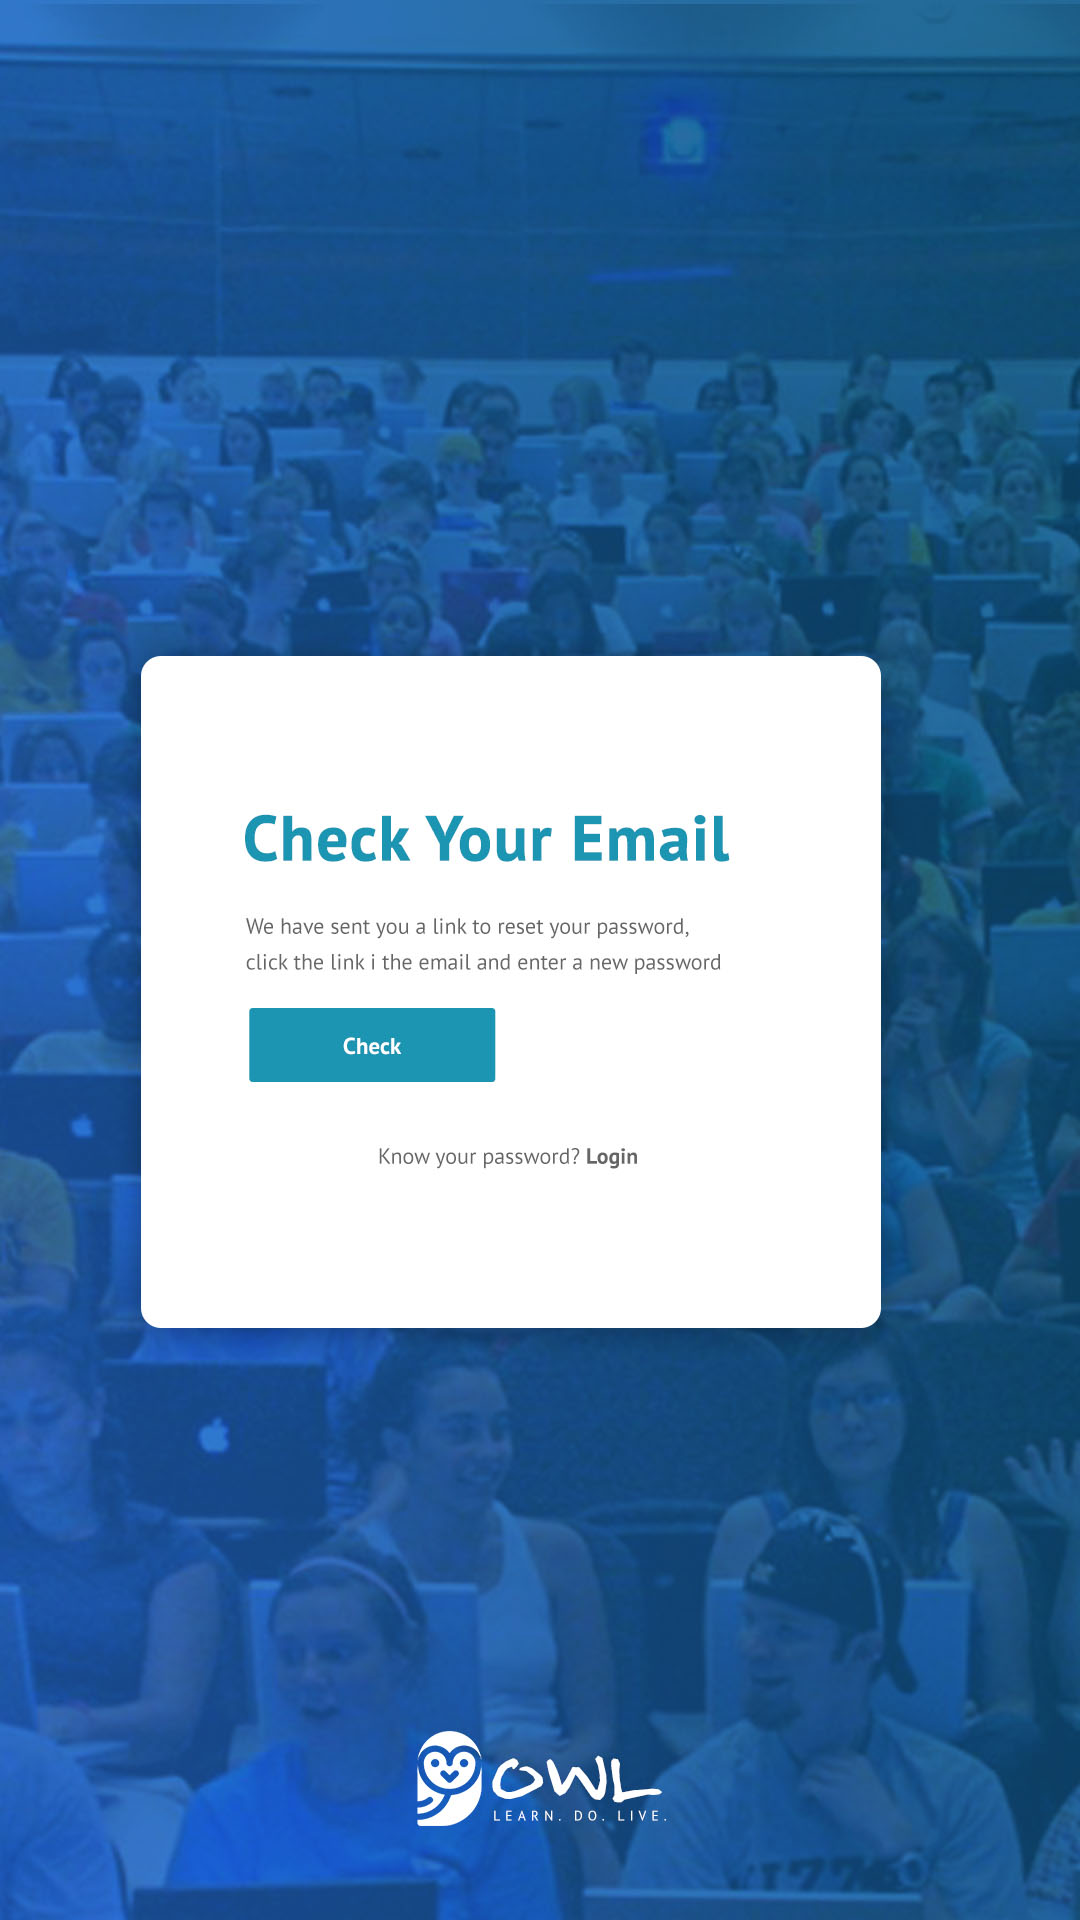 Check Your Email
We have sent you a link to reset your password,
click the link i the email and enter a new password
Check
Know your password? Login
OWL
LEARN. DO. LIVE.